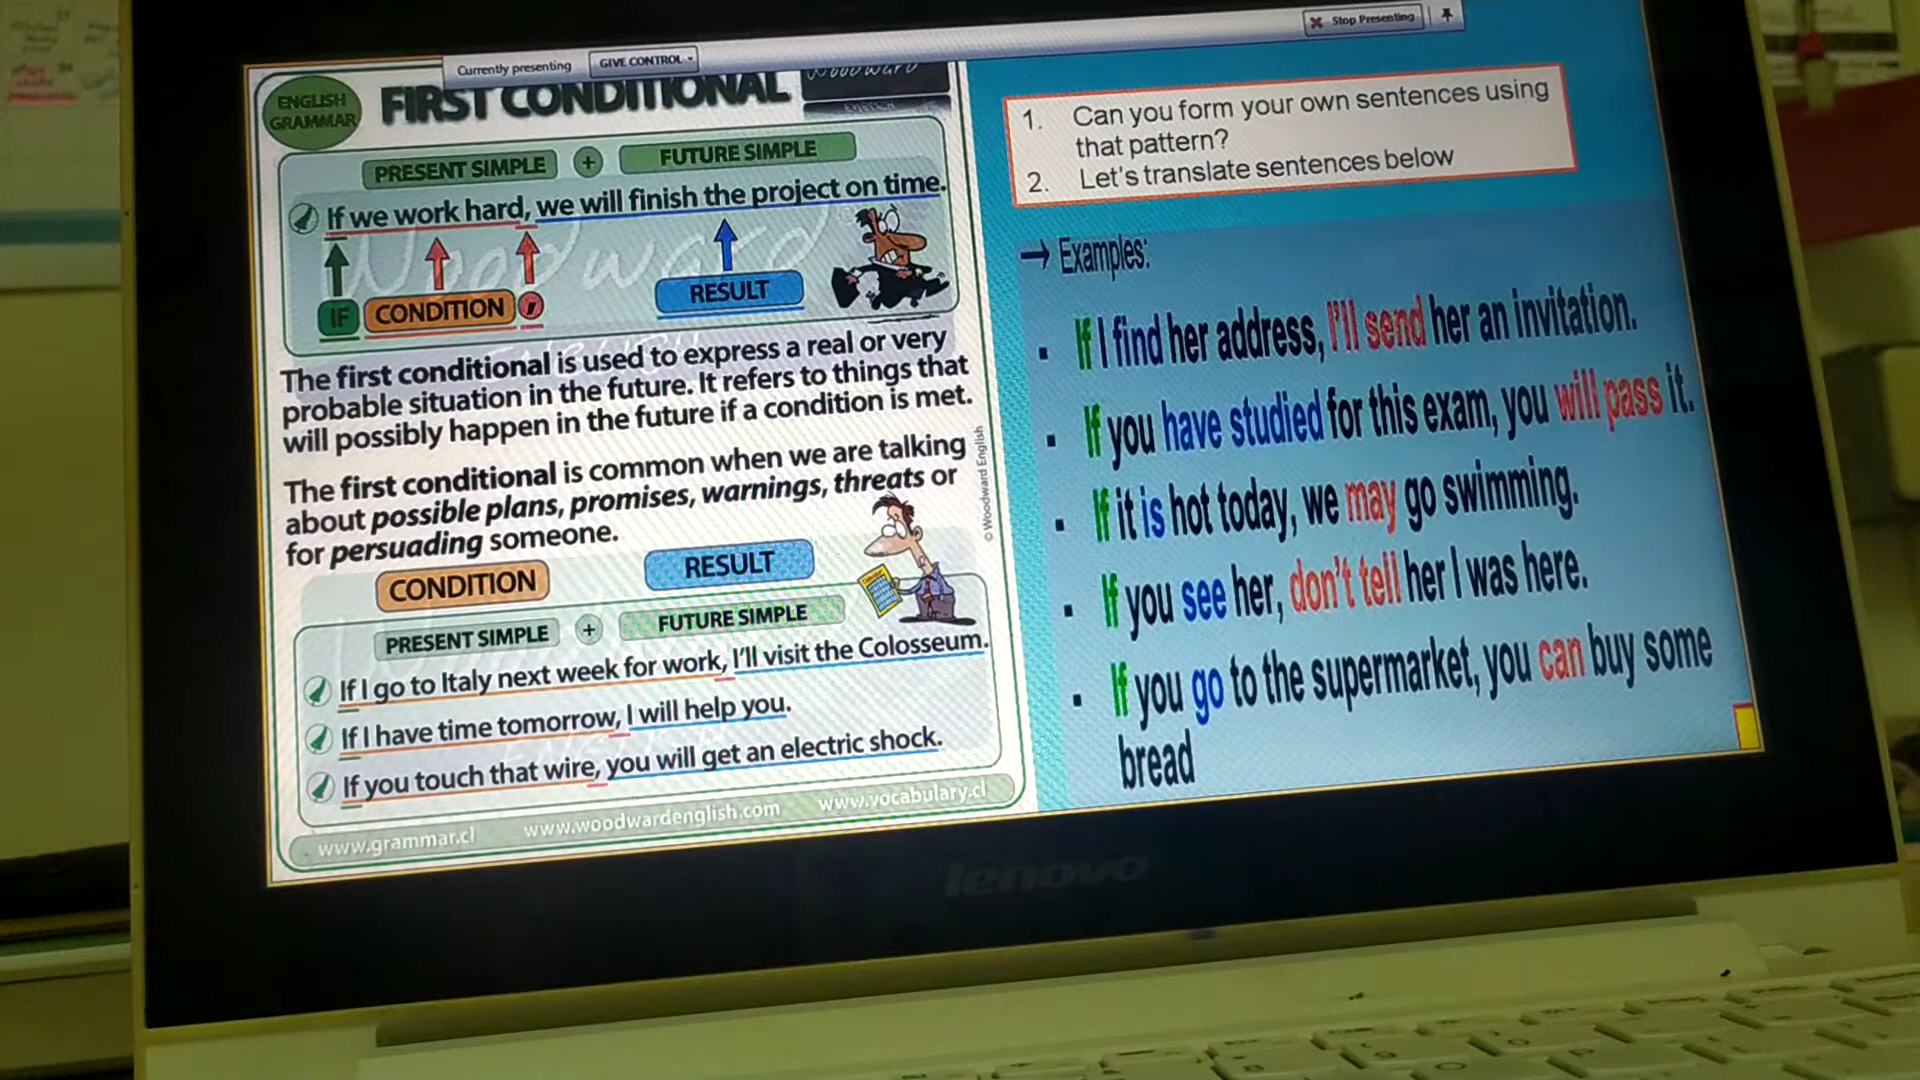 Currently presenting
GIVE CONTROL
Stop Presenting
ENGLISH
GRAMMAR
FIRST CONDITIONAL
Woodward
ENGLISH
PRESENT SIMPLE + FUTURE SIMPLE
If we work hard, we will finish the project on time.
Woodward
IF CONDITION , RESULT
The first conditional is used to express a real or very
probable situation in the future. It refers to things that
will possibly happen in the future if a condition is met.
The first conditional is common when we are talking
about possible plans, promises, warnings, threats or
for persuading someone.
© Woodward English
CONDITION RESULT
PRESENT SIMPLE + FUTURE SIMPLE
If I go to Italy next week for work, I'll visit the Colosseum.
If I have time tomorrow, I will help you.
If you touch that wire, you will get an electric shock.
www.grammar.cl www.woodwardenglish.com www.vocabulary.cl
1. Can you form your own sentences using
that pattern?
2. Let's translate sentences below
→ Examples:
▪ If I find her address, I'll send her an invitation.
▪ If you have studied for this exam, you will pass it.
▪ If it is hot today, we may go swimming.
▪ If you see her, don't tell her I was here.
▪ If you go to the supermarket, you can buy some
bread
lenovo